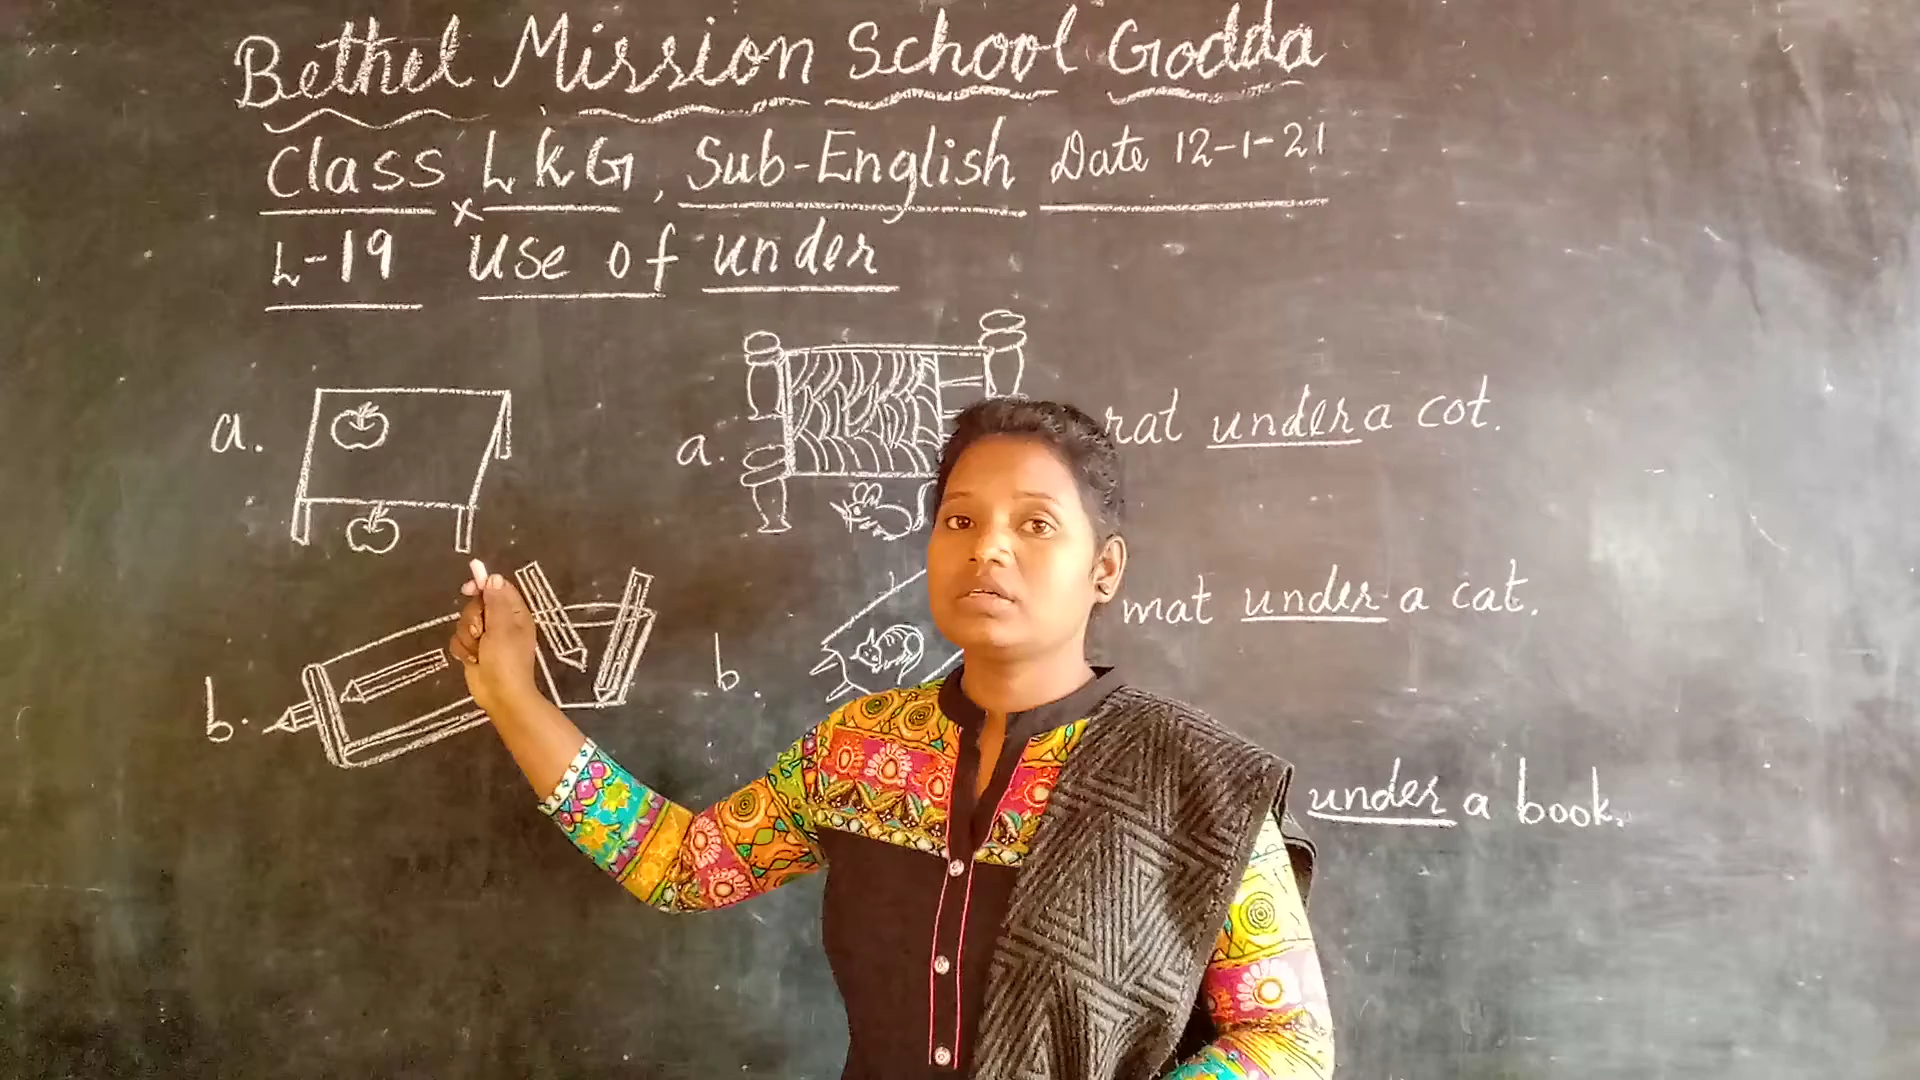 Bethel Mission School Godda
Class LKG, Sub-English Date 12-1-21
L-19 Use of under
a.
a. rat under a cot.
b.
b. mat under a cat.
under a book.